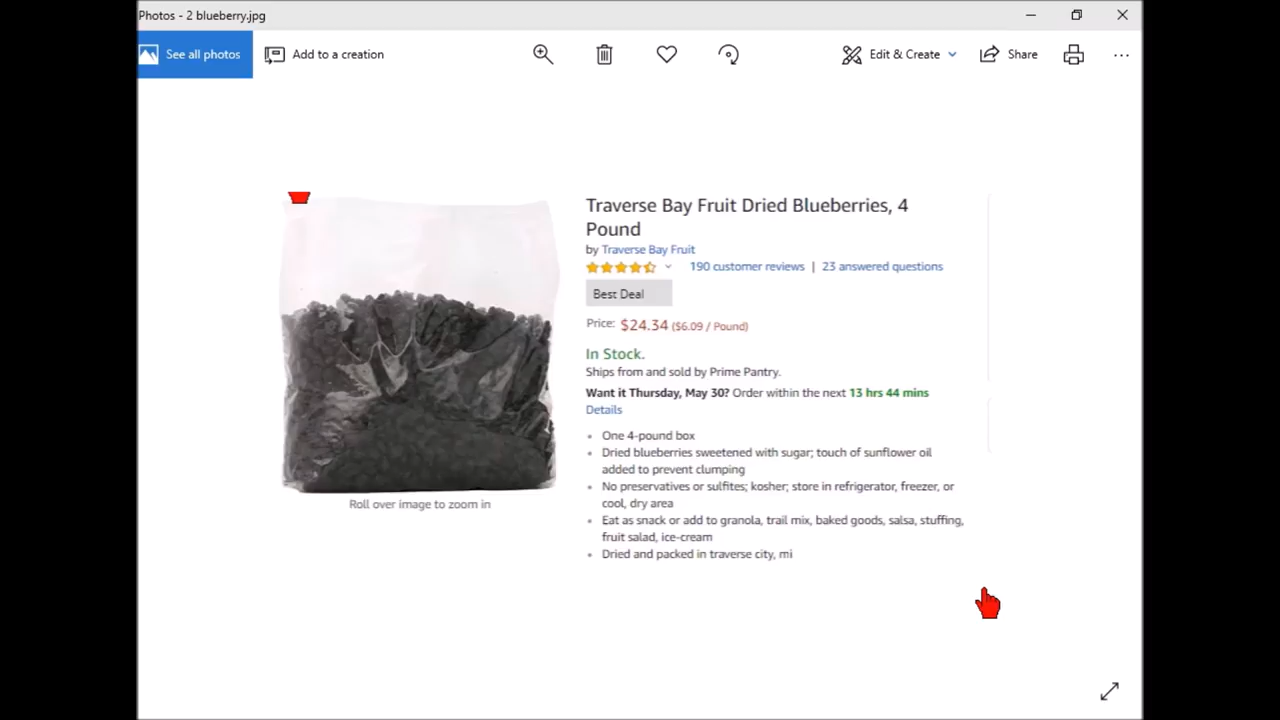 Photos - 2 blueberry.jpg
See all photos
Add to a creation
Edit & Create
Share
Traverse Bay Fruit Dried Blueberries, 4
Pound
by Traverse Bay Fruit
190 customer reviews | 23 answered questions
Best Deal
Price: $24.34 ($6.09 / Pound)
In Stock.
Ships from and sold by Prime Pantry.
Want it Thursday, May 30? Order within the next 13 hrs 44 mins
Details
• One 4-pound box
• Dried blueberries sweetened with sugar; touch of sunflower oil
added to prevent clumping
• No preservatives or sulfites; kosher; store in refrigerator, freezer, or
cool, dry area
• Eat as snack or add to granola, trail mix, baked goods, salsa, stuffing,
fruit salad, ice-cream
• Dried and packed in traverse city, mi
Roll over image to zoom in